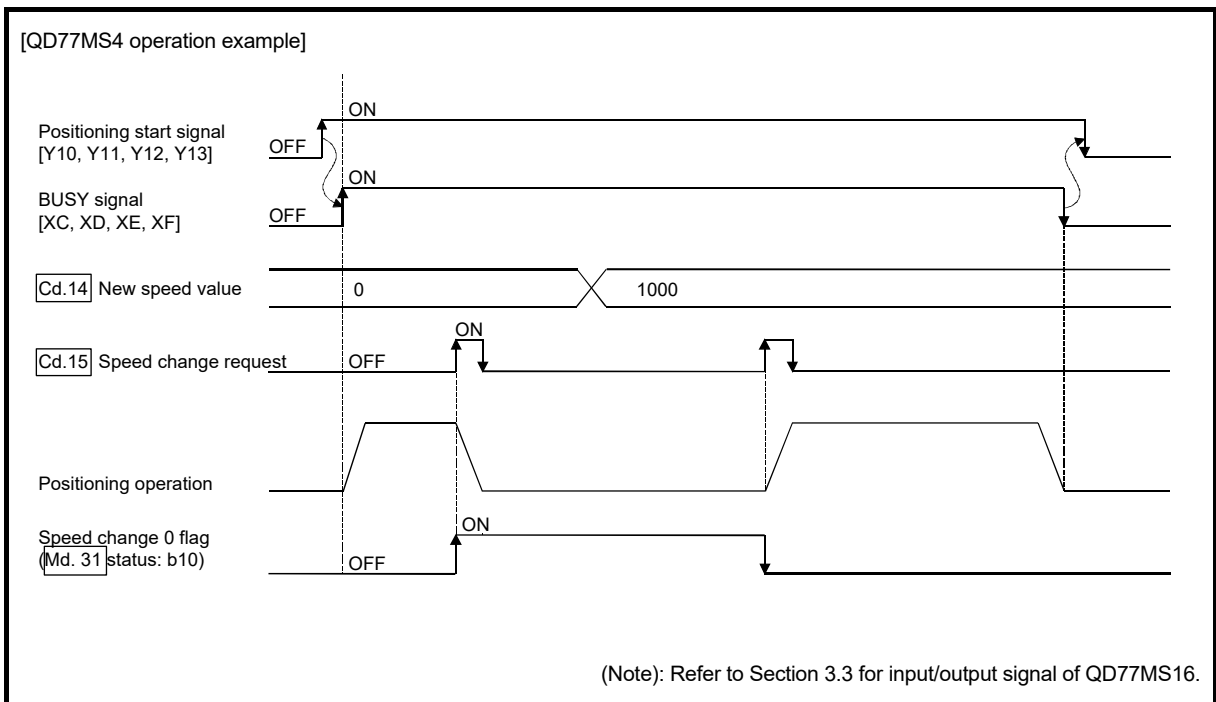 [QD77MS4 operation example]
ON
Positioning start signal
[Y10, Y11, Y12, Y13]
OFF
ON
BUSY signal
[XC, XD, XE, XF]
OFF
Cd.14 New speed value
0
1000
ON
Cd.15 Speed change request
OFF
Positioning operation
ON
Speed change 0 flag
(Md. 31 status: b10)
OFF
(Note): Refer to Section 3.3 for input/output signal of QD77MS16.